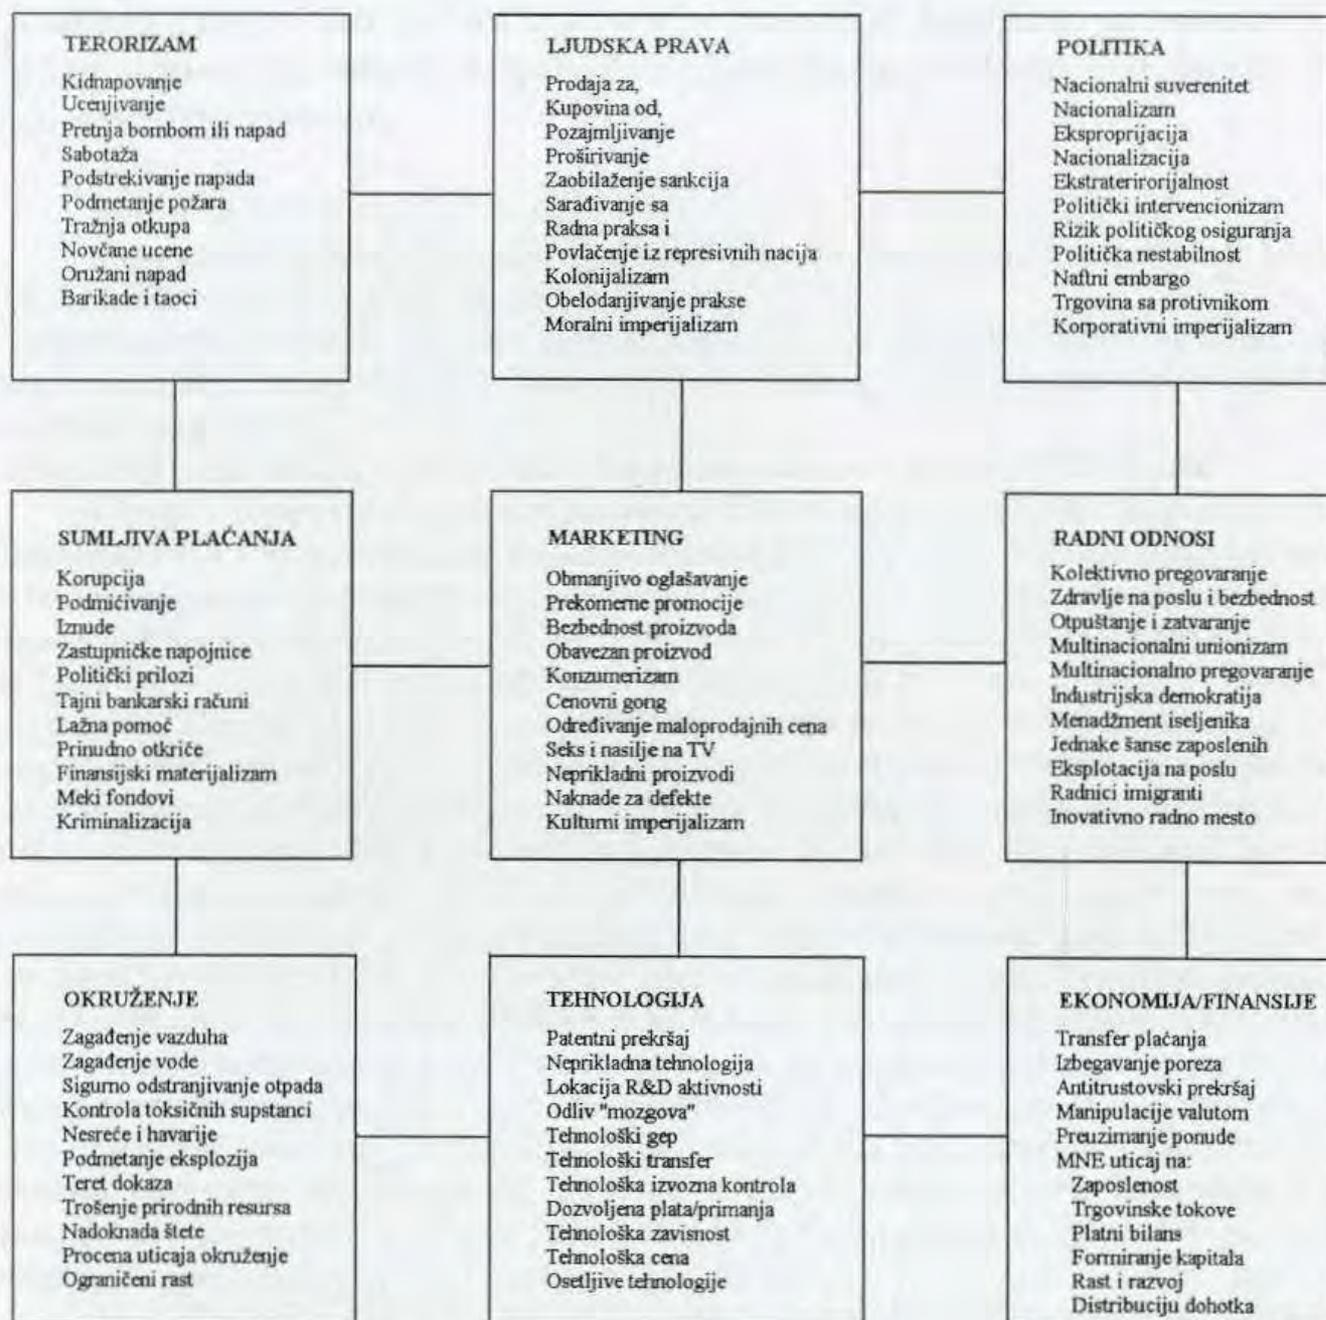 TERORIZAM
Kidnapovanje
Ucenjivanje
Pretnja bombom ili napad
Sabotaža
Podstrekivanje napada
Podmetanje požara
Tražnja otkupa
Novčane ucene
Oružani napad
Barikade i taoci
LJUDSKA PRAVA
Prodaja za,
Kupovina od,
Pozajmljivanje
Proširivanje
Zaobilaženje sankcija
Sarađivanje sa
Radna praksa i
Povlačenje iz represivnih nacija
Kolonijalizam
Obelodanjivanje prakse
Moralni imperijalizam
POLITIKA
Nacionalni suverenitet
Nacionalizam
Eksproprijacija
Nacionalizacija
Ekstraterirorijalnost
Politički intervencionizam
Rizik političkog osiguranja
Politička nestabilnost
Naftni embargo
Trgovina sa protivnikom
Korporativni imperijalizam
SUMLJIVA PLAĆANJA
Korupcija
Podmićivanje
Iznude
Zastupničke napojnice
Politički prilozi
Tajni bankarski računi
Lažna pomoć
Prinudno otkriće
Finansijski materijalizam
Meki fondovi
Kriminalizacija
MARKETING
Obmanjivo oglašavanje
Prekomerne promocije
Bezbednost proizvoda
Obavezan proizvod
Konzumerizam
Cenovni gong
Određivanje maloprodajnih cena
Seks i nasilje na TV
Neprikladni proizvodi
Naknade za defekte
Kulturni imperijalizam
RADNI ODNOSI
Kolektivno pregovaranje
Zdravlje na poslu i bezbednost
Otpuštanje i zatvaranje
Multinacionalni unionizam
Multinacionalno pregovaranje
Industrijska demokratija
Menadžment iseljenika
Jednake šanse zaposlenih
Eksplotacija na poslu
Radnici imigranti
Inovativno radno mesto
OKRUŽENJE
Zagađenje vazduha
Zagađenje vode
Sigurno odstranjivanje otpada
Kontrola toksičnih supstanci
Nesreće i havarije
Podmetanje eksplozija
Teret dokaza
Trošenje prirodnih resursa
Nadoknada štete
Procena uticaja okruženje
Ograničeni rast
TEHNOLOGIJA
Patentni prekršaj
Neprikladna tehnologija
Lokacija R&D aktivnosti
Odliv "mozgova"
Tehnološki gep
Tehnološki transfer
Tehnološka izvozna kontrola
Dozvoljena plata/primanja
Tehnološka zavisnost
Tehnološka cena
Osetljive tehnologije
EKONOMIJA/FINANSIJE
Transfer plaćanja
Izbegavanje poreza
Antitrustovski prekršaj
Manipulacije valutom
Preuzimanje ponude
MNE uticaj na:
Zaposlenost
Trgovinske tokove
Platni bilans
Formiranje kapitala
Rast i razvoj
Distribuciju dohotka